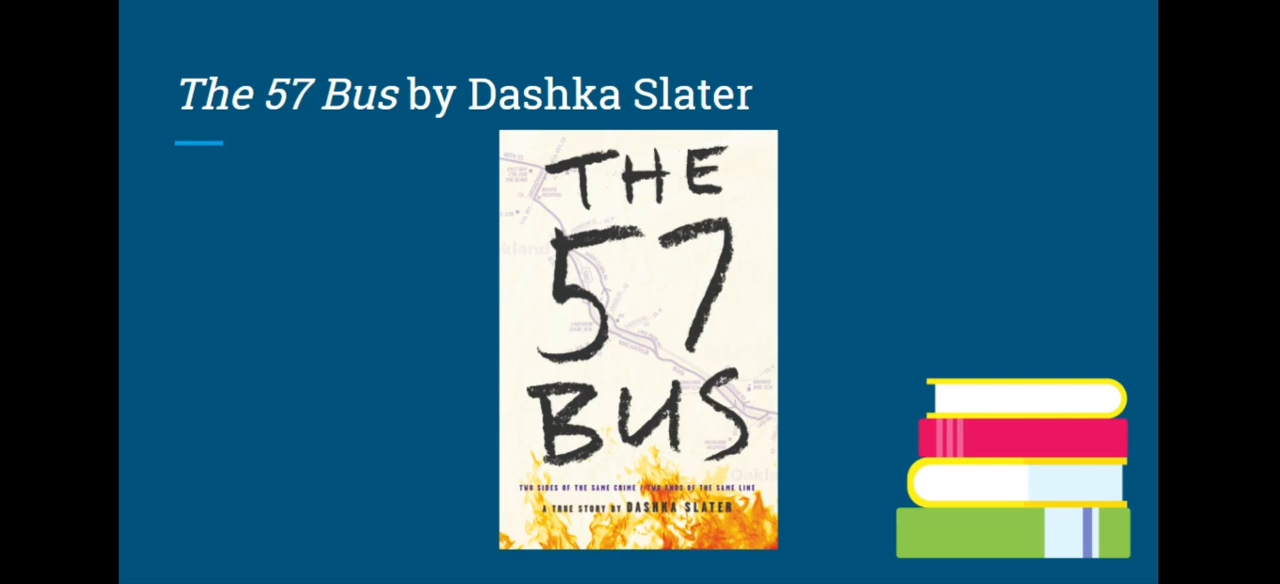 The 57 Bus by Dashka Slater
THE
57
BUS
TWO SIDES OF THE SAME CRIME / TWO ENDS OF THE SAME LINE
A TRUE STORY BY DASHKA SLATER